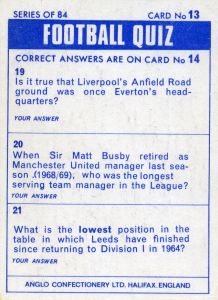 SERIES OF 84 CARD No 13
FOOTBALL QUIZ
CORRECT ANSWERS ARE ON CARD No 14
19
Is it true that Liverpool's Anfield Road
ground was once Everton's head-
quarters?
YOUR ANSWER
20
When Sir Matt Busby retired as
Manchester United manager last sea-
son .(1968/69), who was the longest
serving team manager in the League?
YOUR ANSWER
21
What is the lowest position in the
table in which Leeds have finished
since returning to Division I in 1964?
YOUR ANSWER
ANGLO CONFECTIONERY LTD. HALIFAX.ENGLAND